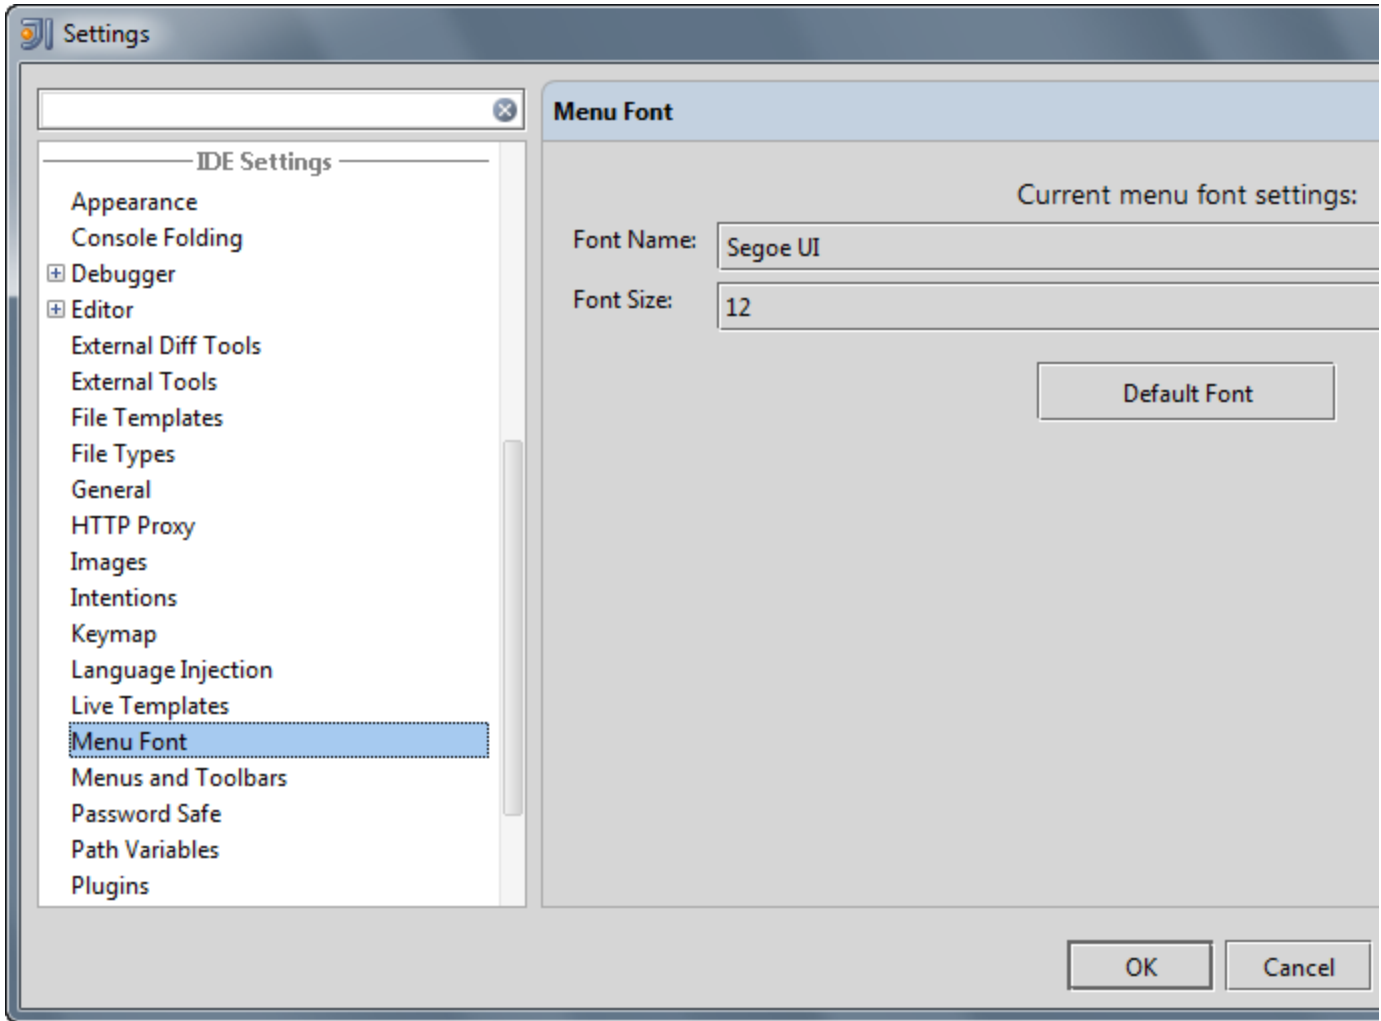 Settings
IDE Settings
Appearance
Console Folding
Debugger
Editor
External Diff Tools
External Tools
File Templates
File Types
General
HTTP Proxy
Images
Intentions
Keymap
Language Injection
Live Templates
Menu Font
Menus and Toolbars
Password Safe
Path Variables
Plugins
Menu Font
Current menu font settings:
Font Name: Segoe UI
Font Size: 12
Default Font
OK Cancel